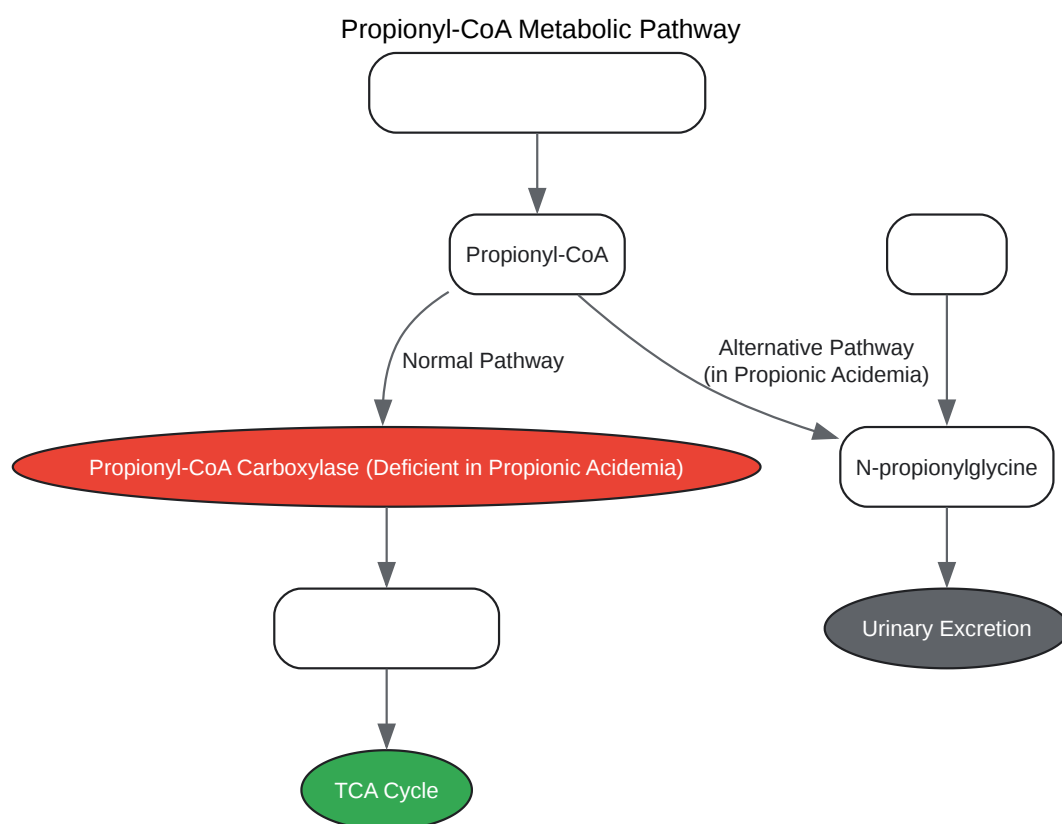 Propionyl-CoA Metabolic Pathway
Propionyl-CoA
Normal Pathway
Alternative Pathway
(in Propionic Acidemia)
Propionyl-CoA Carboxylase (Deficient in Propionic Acidemia)
N-propionylglycine
Urinary Excretion
TCA Cycle